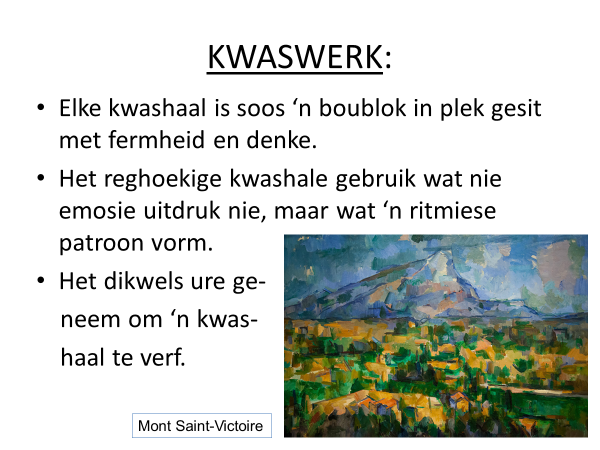 KWASWERK:
• Elke kwashaal is soos ‘n boublok in plek gesit
met fermheid en denke.
• Het reghoekige kwashale gebruik wat nie
emosie uitdruk nie, maar wat ‘n ritmiese
patroon vorm.
• Het dikwels ure ge-
neem om ‘n kwas-
haal te verf.
Mont Saint-Victoire